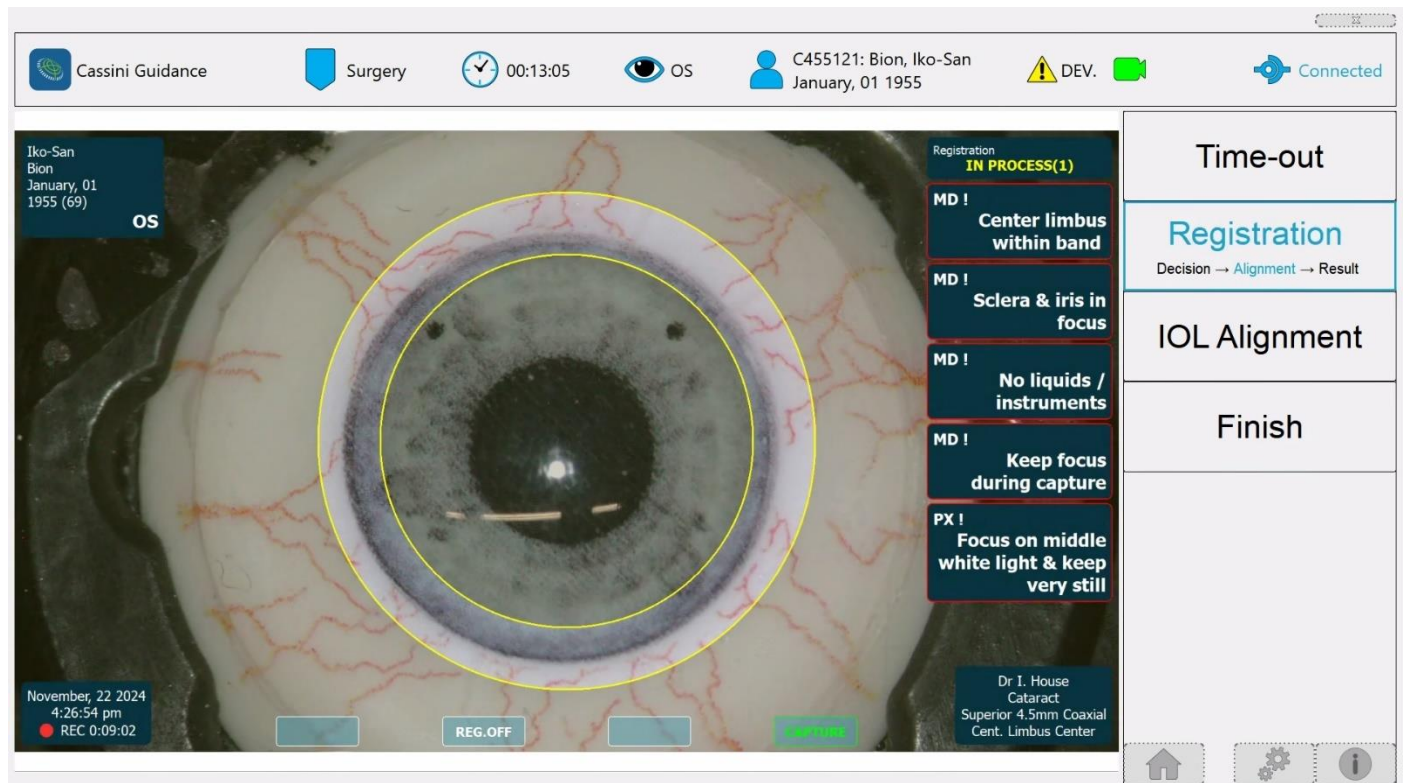 Cassini Guidance
Surgery
00:13:05
OS
C455121: Bion, Iko-San
January, 01 1955
DEV.
Connected
Iko-San
Bion
January, 01
1955 (69)
OS
Registration
IN PROCESS(1)
MD !
Center limbus
within band
MD !
Sclera & iris in
focus
MD !
No liquids /
instruments
MD !
Keep focus
during capture
PX !
Focus on middle
white light & keep
very still
November, 22 2024
4:26:54 pm
REC 0:09:02
REG.OFF
CAPTURE
Dr I. House
Cataract
Superior 4.5mm Coaxial
Cent. Limbus Center
Time-out
Registration
Decision → Alignment → Result
IOL Alignment
Finish